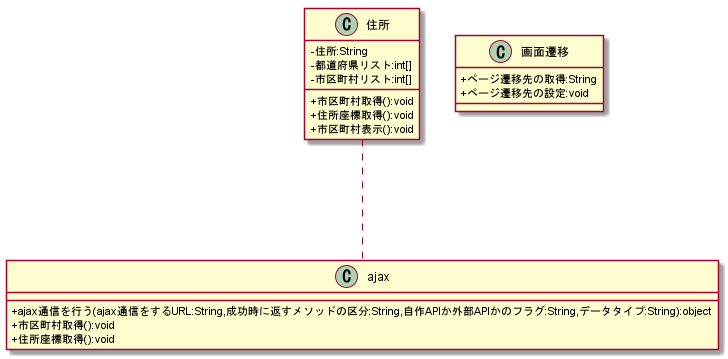 C 住所
-住所:String
-都道府県リスト:int[]
-市区町村リスト:int[]
+市区町村取得():void
+住所座標取得():void
+市区町村表示():void
C 画面遷移
+ページ遷移先の取得:String
+ページ遷移先の設定:void
C ajax
+ajax通信を行う(ajax通信をするURL:String,成功時に返すメソッドの区分:String,自作APIか外部APIかのフラグ:String,データタイプ:String):object
+市区町村取得():void
+住所座標取得():void